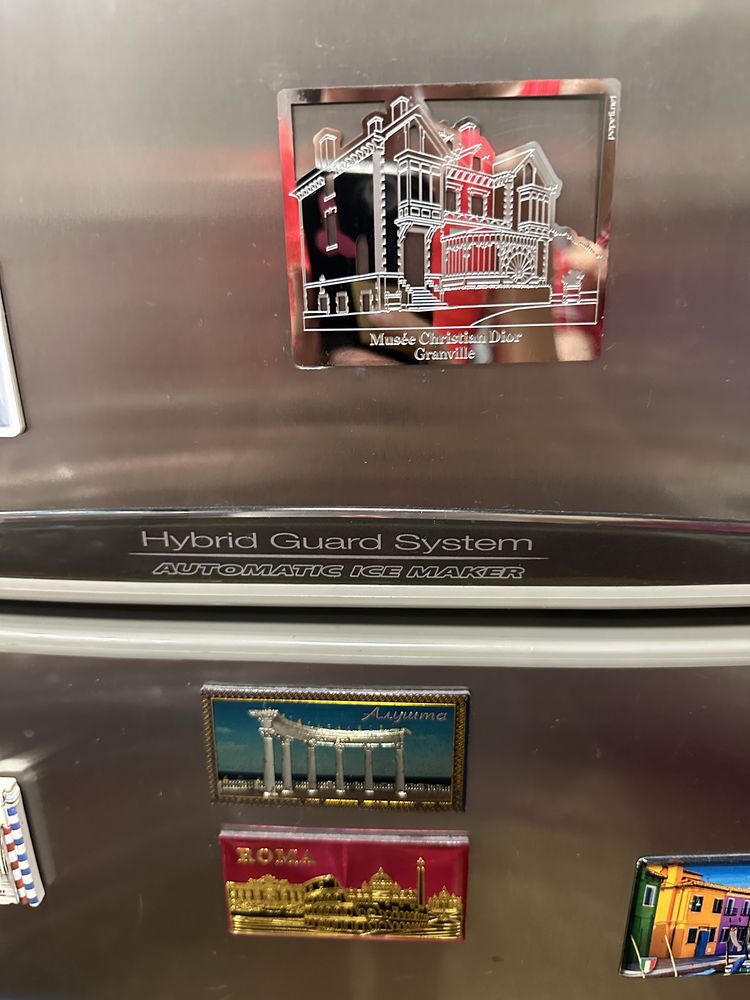 Musée Christian Dior
Granville
Hybrid Guard System
AUTOMATIC ICE MAKER
Алушта
ROMA